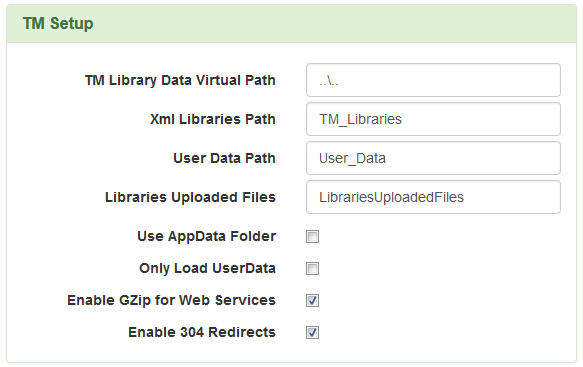 TM Setup
TM Library Data Virtual Path ..\..
Xml Libraries Path TM_Libraries
User Data Path User_Data
Libraries Uploaded Files LibrariesUploadedFiles
Use AppData Folder
Only Load UserData
Enable GZip for Web Services
Enable 304 Redirects